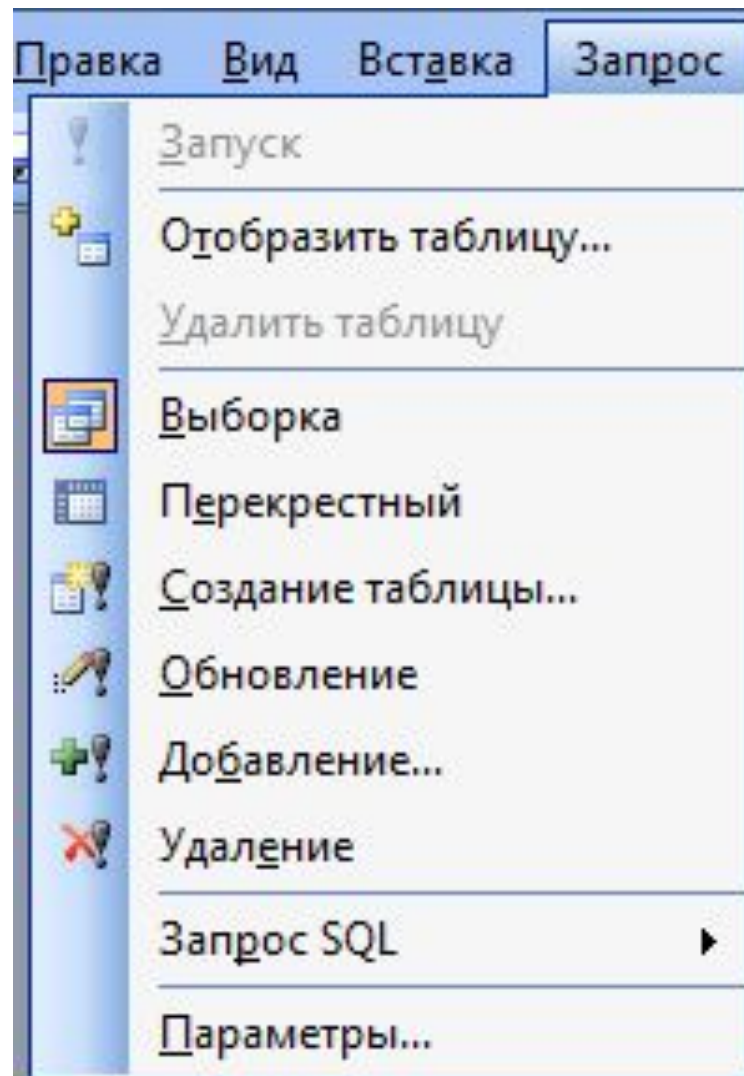 Правка Вид Вставка Запрос
Запуск
Отобразить таблицу...
Удалить таблицу
Выборка
Перекрестный
Создание таблицы...
Обновление
Добавление...
Удаление
Запрос SQL
Параметры...